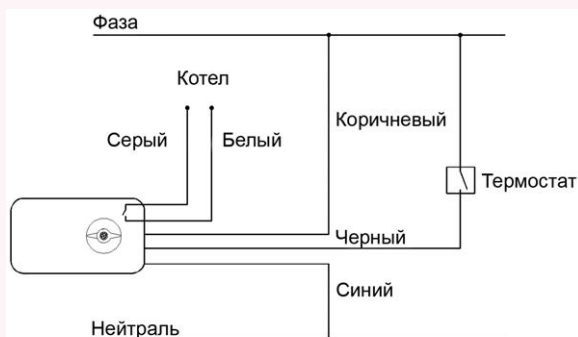 Фаза
Котел
Серый
Белый
Коричневый
Термостат
Черный
Синий
Нейтраль